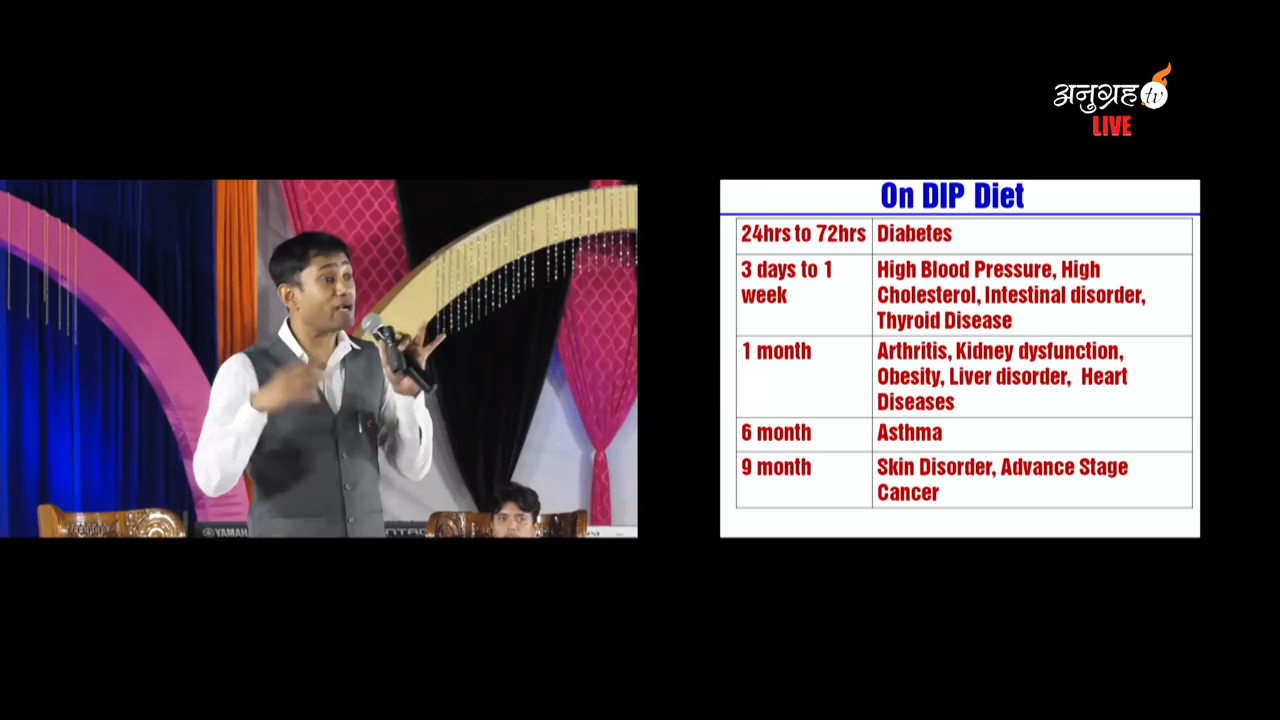 अनुग्रह tv
LIVE
On DIP Diet
24hrs to 72hrs Diabetes
3 days to 1 High Blood Pressure, High
week Cholesterol, Intestinal disorder,
Thyroid Disease
1 month Arthritis, Kidney dysfunction,
Obesity, Liver disorder, Heart
Diseases
6 month Asthma
9 month Skin Disorder, Advance Stage
Cancer
YAMAHA